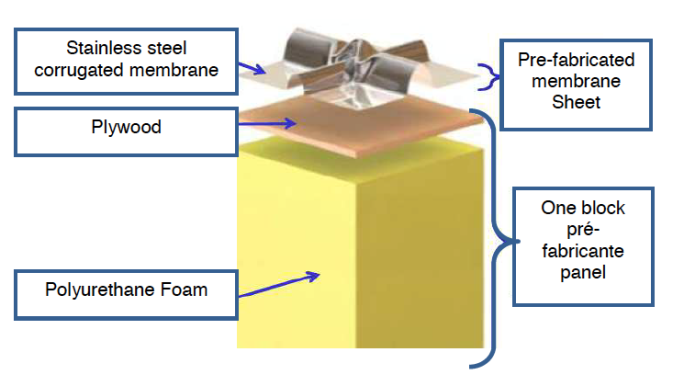 Stainless steel
corrugated membrane
Plywood
Polyurethane Foam
Pre-fabricated
membrane
Sheet
One block
pré-
fabricante
panel